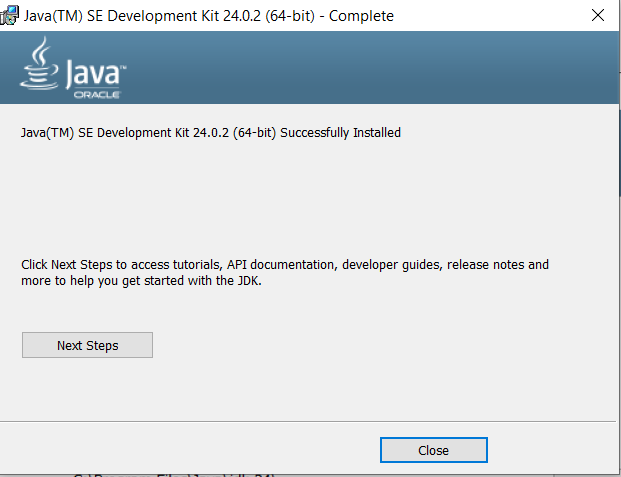 Java(TM) SE Development Kit 24.0.2 (64-bit) - Complete
Java™
ORACLE
Java(TM) SE Development Kit 24.0.2 (64-bit) Successfully Installed
Click Next Steps to access tutorials, API documentation, developer guides, release notes and
more to help you get started with the JDK.
Next Steps
Close